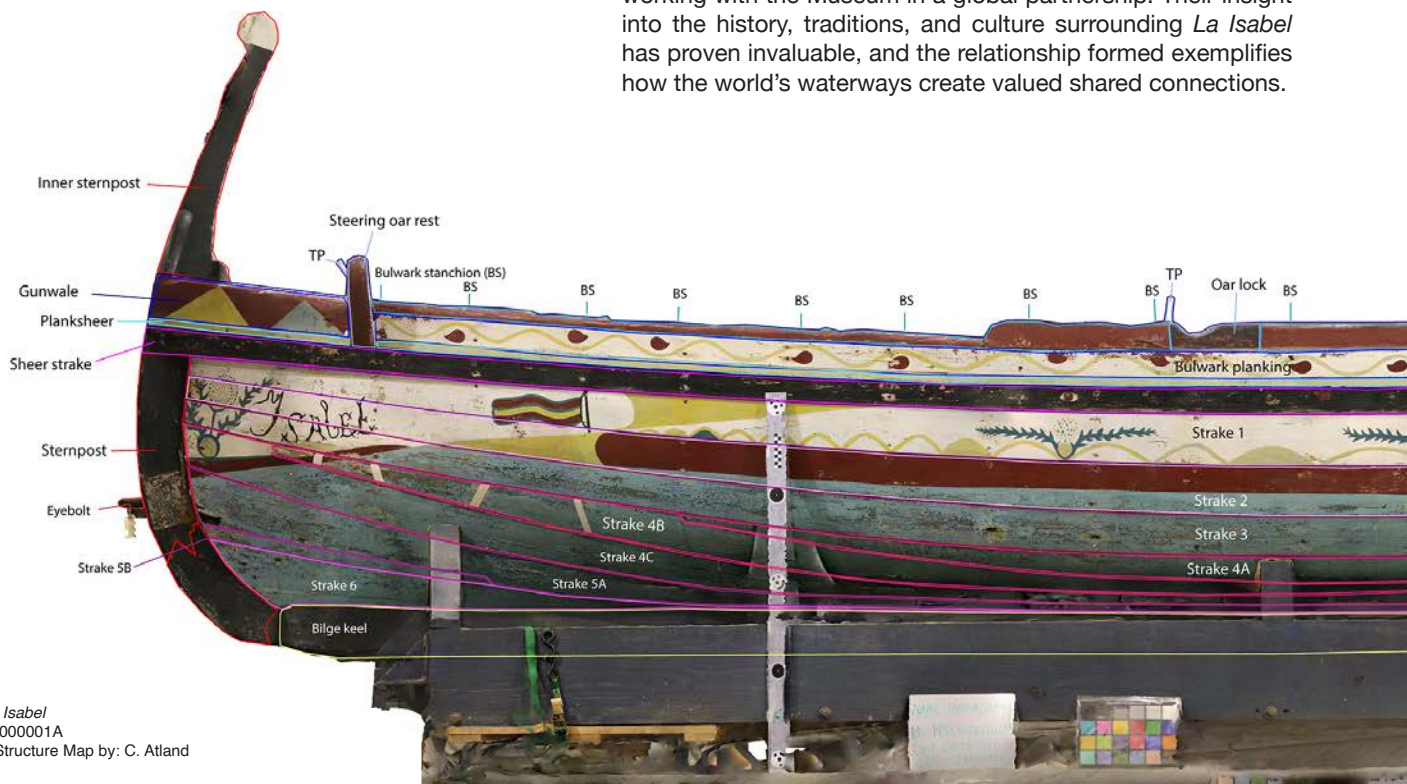 working with the Museum in a global partnership. Their insight
into the history, traditions, and culture surrounding La Isabel
has proven invaluable, and the relationship formed exemplifies
how the world's waterways create valued shared connections.
Inner sternpost
Steering oar rest
TP
Bulwark stanchion (BS)
BS
BS
BS
BS
BS
BS
BS
TP
Oar lock
BS
Gunwale
Planksheer
Sheer strake
Bulwark planking
Ysabel
Strake 1
Sternpost
Strake 2
Eyebolt
Strake 4B
Strake 3
Strake 4C
Strake 4A
Strake 5B
Strake 6
Strake 5A
Bilge keel
Isabel
000001A
Structure Map by: C. Atland